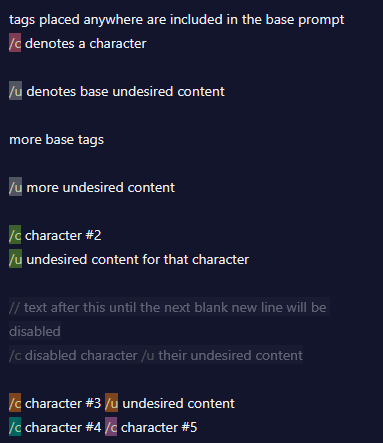 tags placed anywhere are included in the base prompt
/c denotes a character
/u denotes base undesired content
more base tags
/u more undesired content
/c character #2
/u undesired content for that character
// text after this until the next blank new line will be
disabled
/c disabled character /u their undesired content
/c character #3 /u undesired content
/c character #4 /c character #5